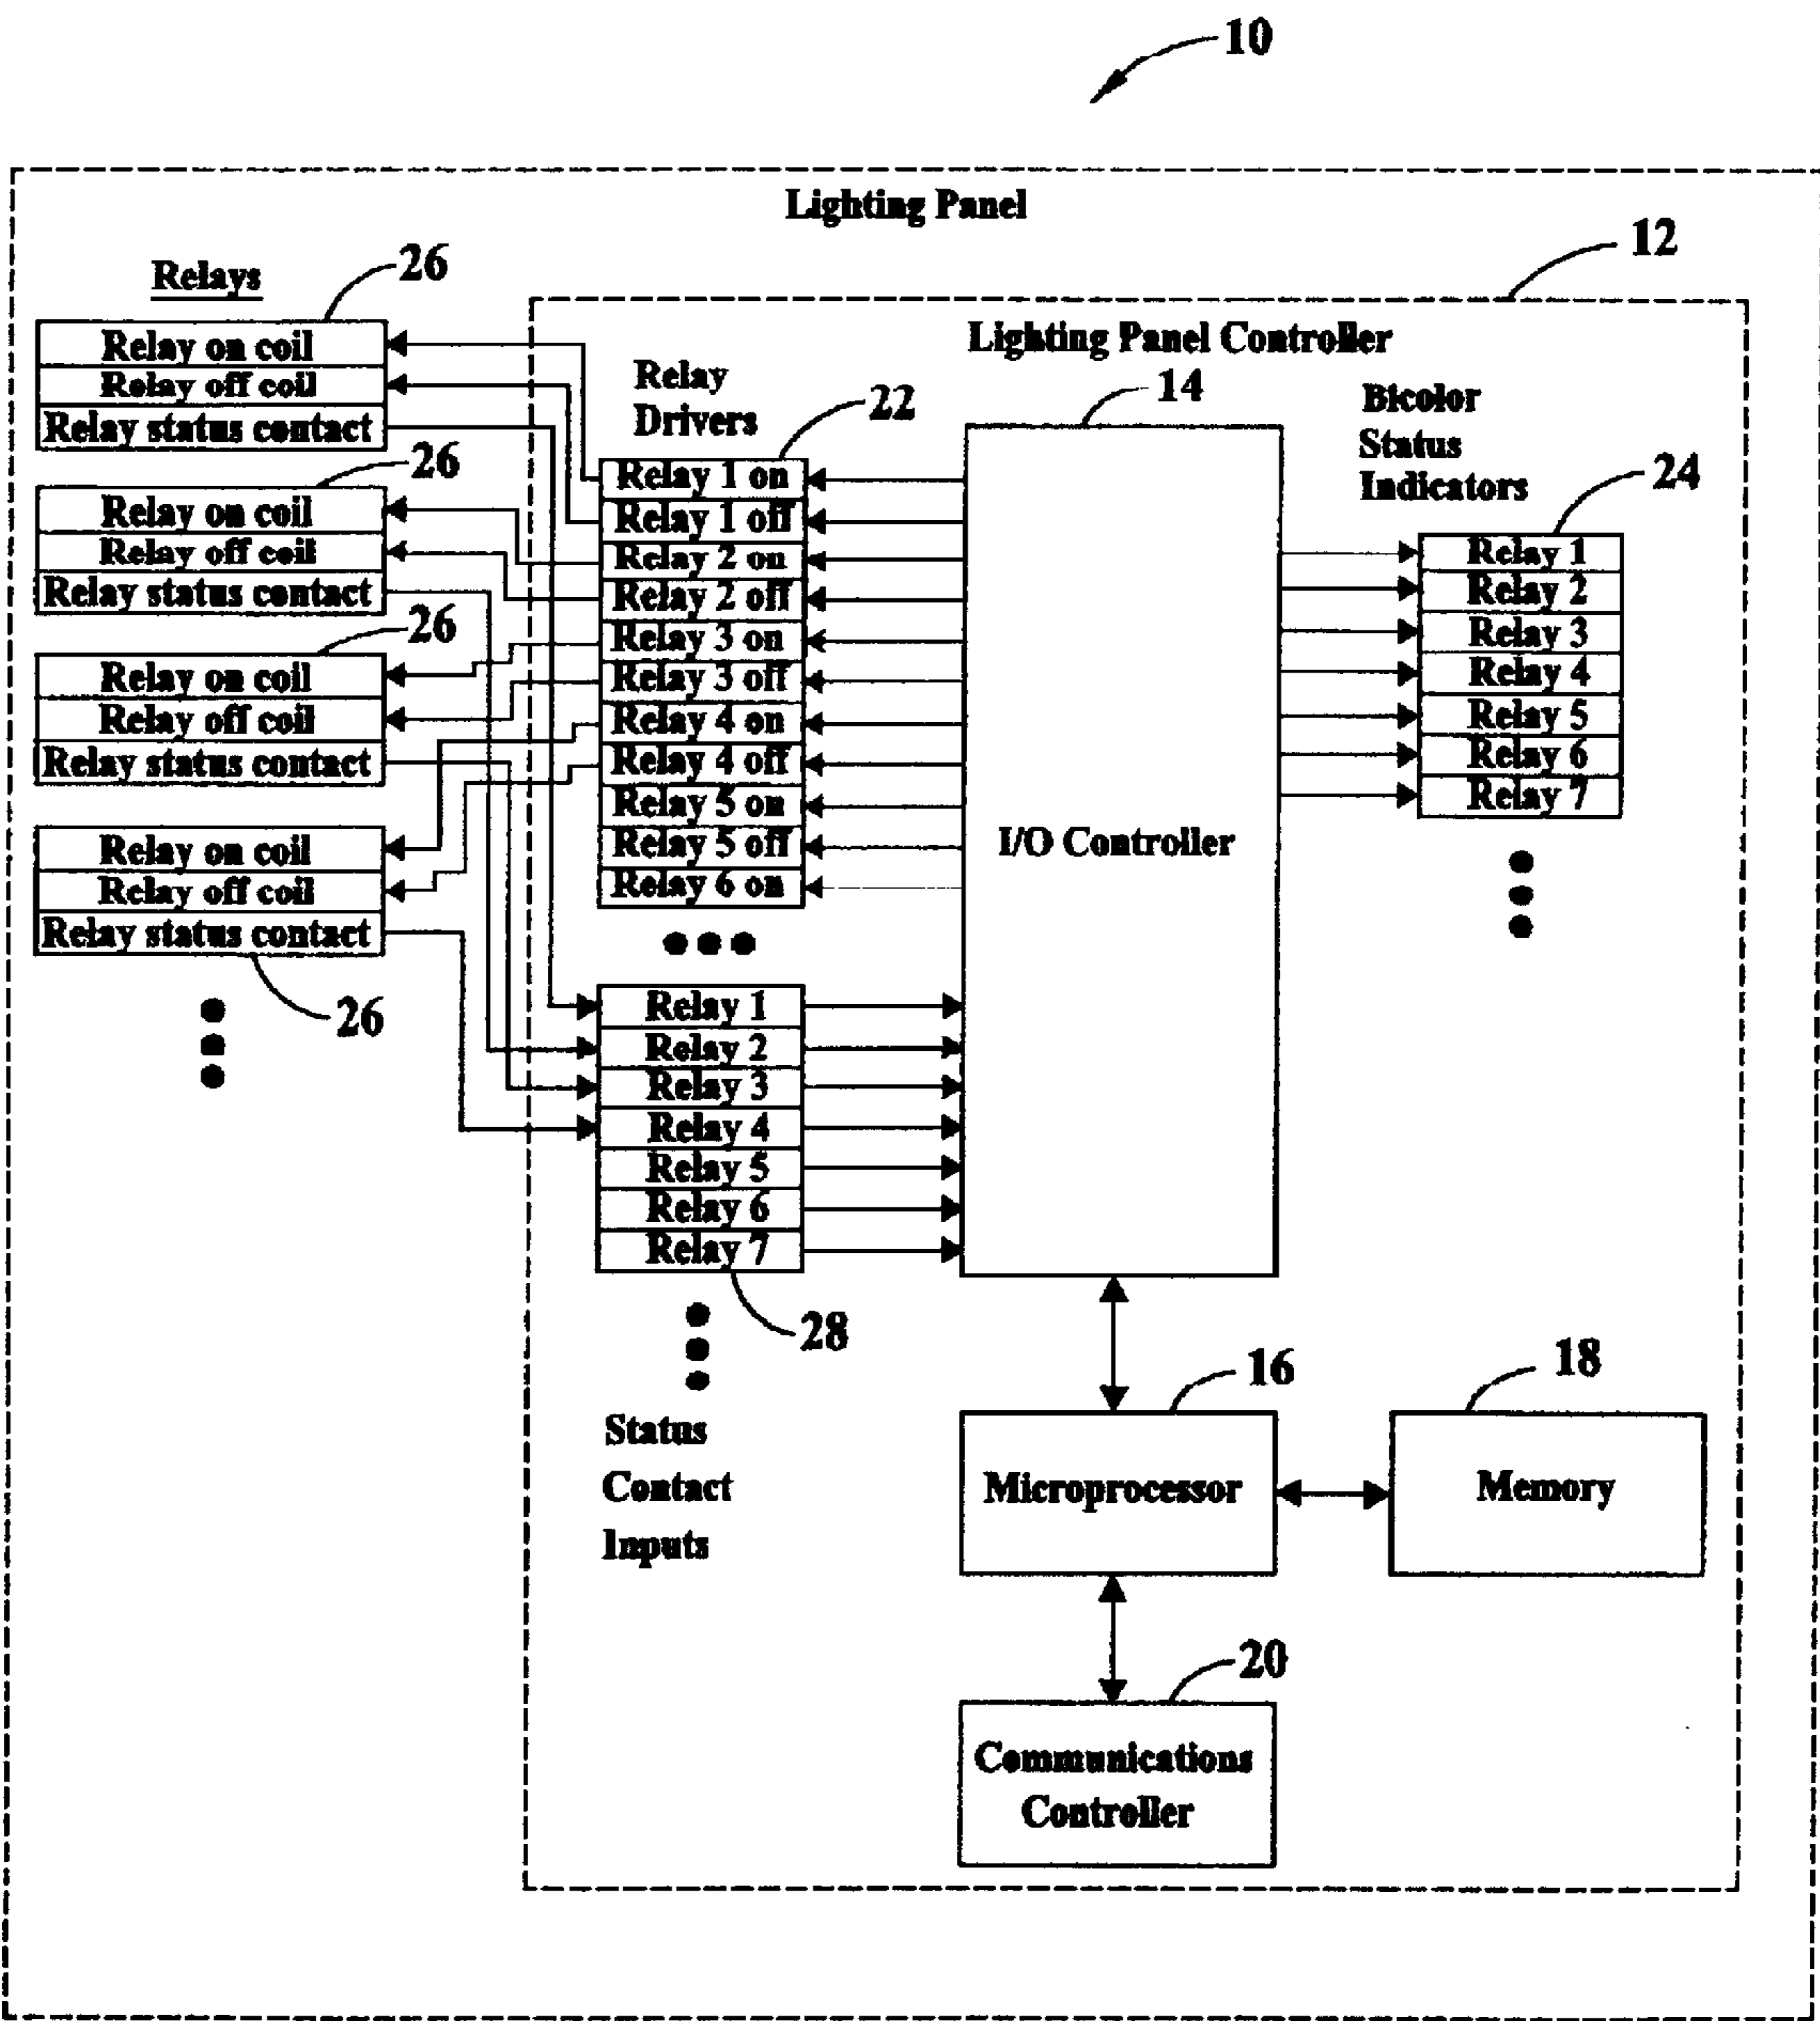 10
Lighting Panel
12
Relays
26
Relay on coil
Relay off coil
Relay status contact
26
Relay on coil
Relay off coil
Relay status contact
26
Relay on coil
Relay off coil
Relay status contact
Relay on coil
Relay off coil
Relay status contact
26
Lighting Panel Controller
Relay
Drivers
22
Relay 1 on
Relay 1 off
Relay 2 on
Relay 2 off
Relay 3 on
Relay 3 off
Relay 4 on
Relay 4 off
Relay 5 on
Relay 5 off
Relay 6 on
Relay 1
Relay 2
Relay 3
Relay 4
Relay 5
Relay 6
Relay 7
28
Status
Contact
Inputs
14
I/O Controller
Bicolor
Status
Indicators
24
Relay 1
Relay 2
Relay 3
Relay 4
Relay 5
Relay 6
Relay 7
16
Microprocessor
18
Memory
20
Communications
Controller